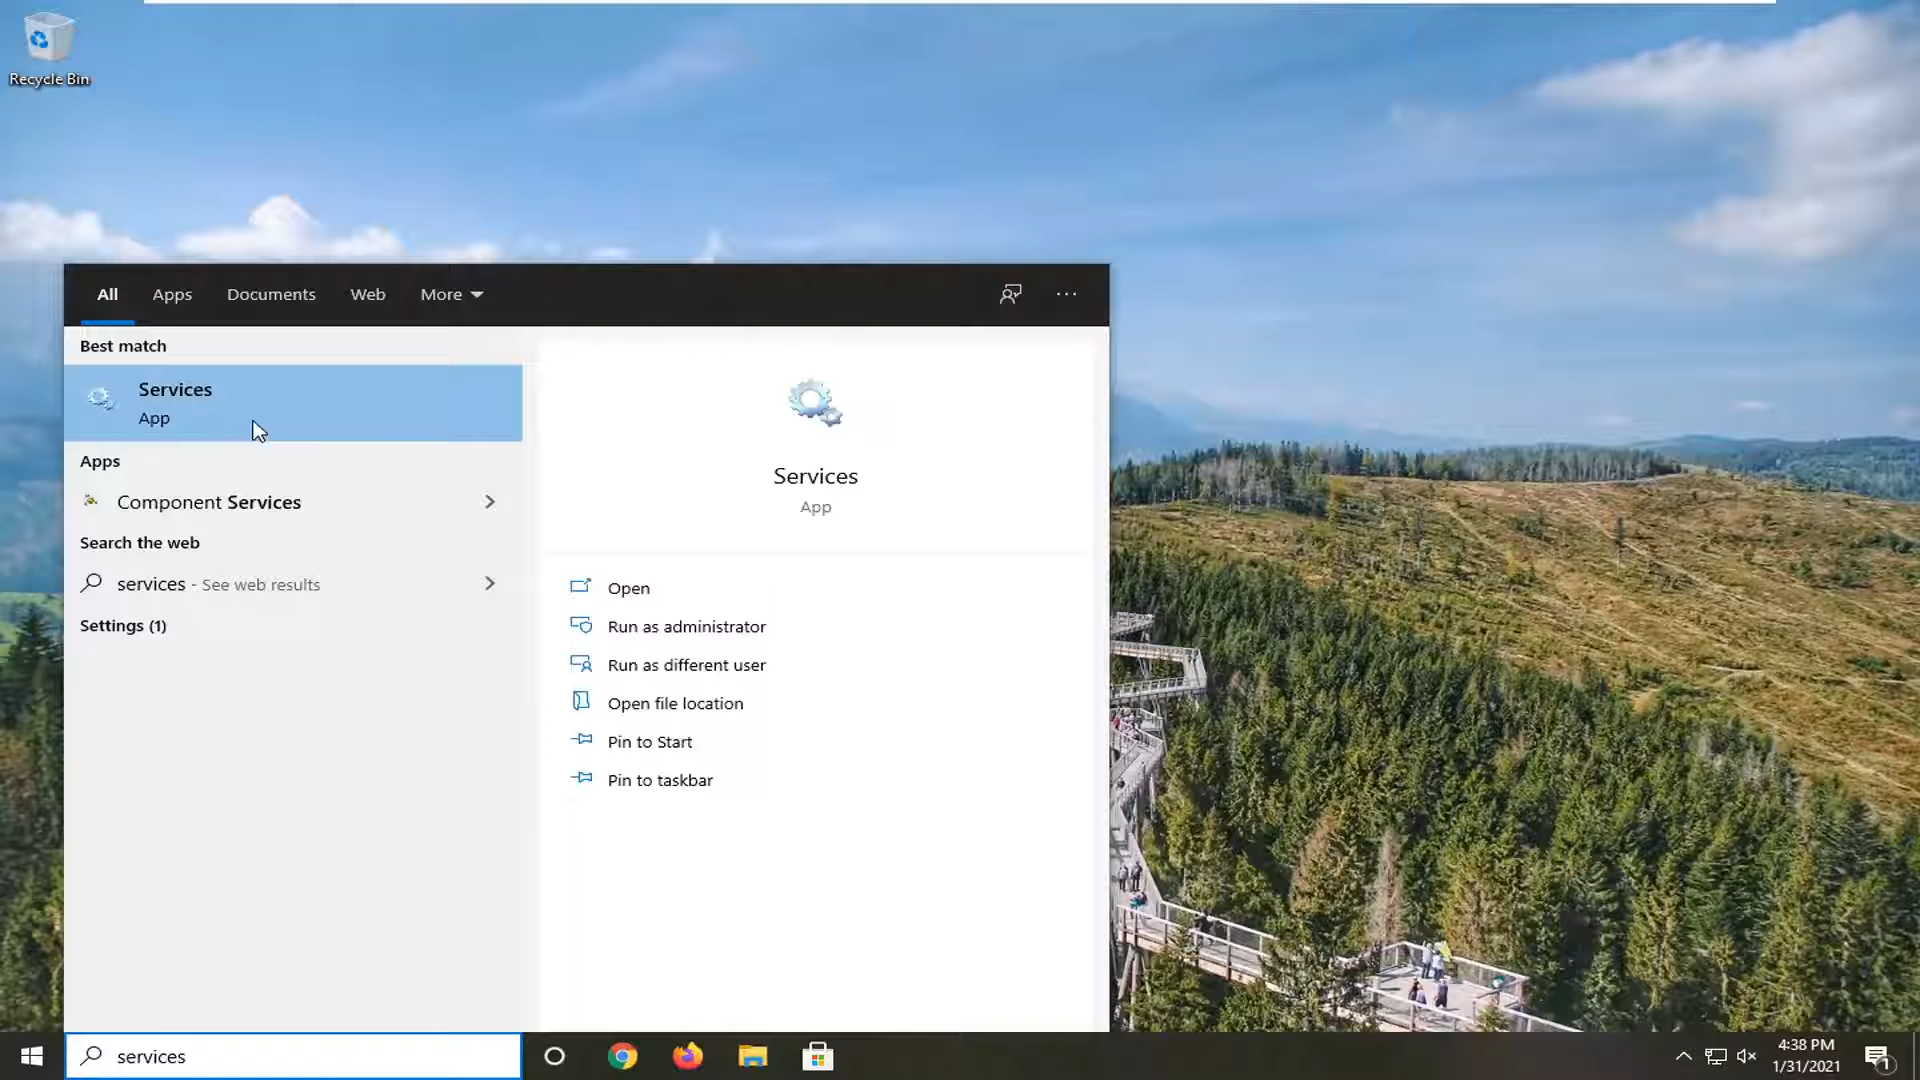 Recycle Bin
All Apps Documents Web More
Best match
Services
App
Apps
Component Services
Search the web
services - See web results
Settings (1)
Services
App
Open
Run as administrator
Run as different user
Open file location
Pin to Start
Pin to taskbar
services
4:38 PM
1/31/2021
1